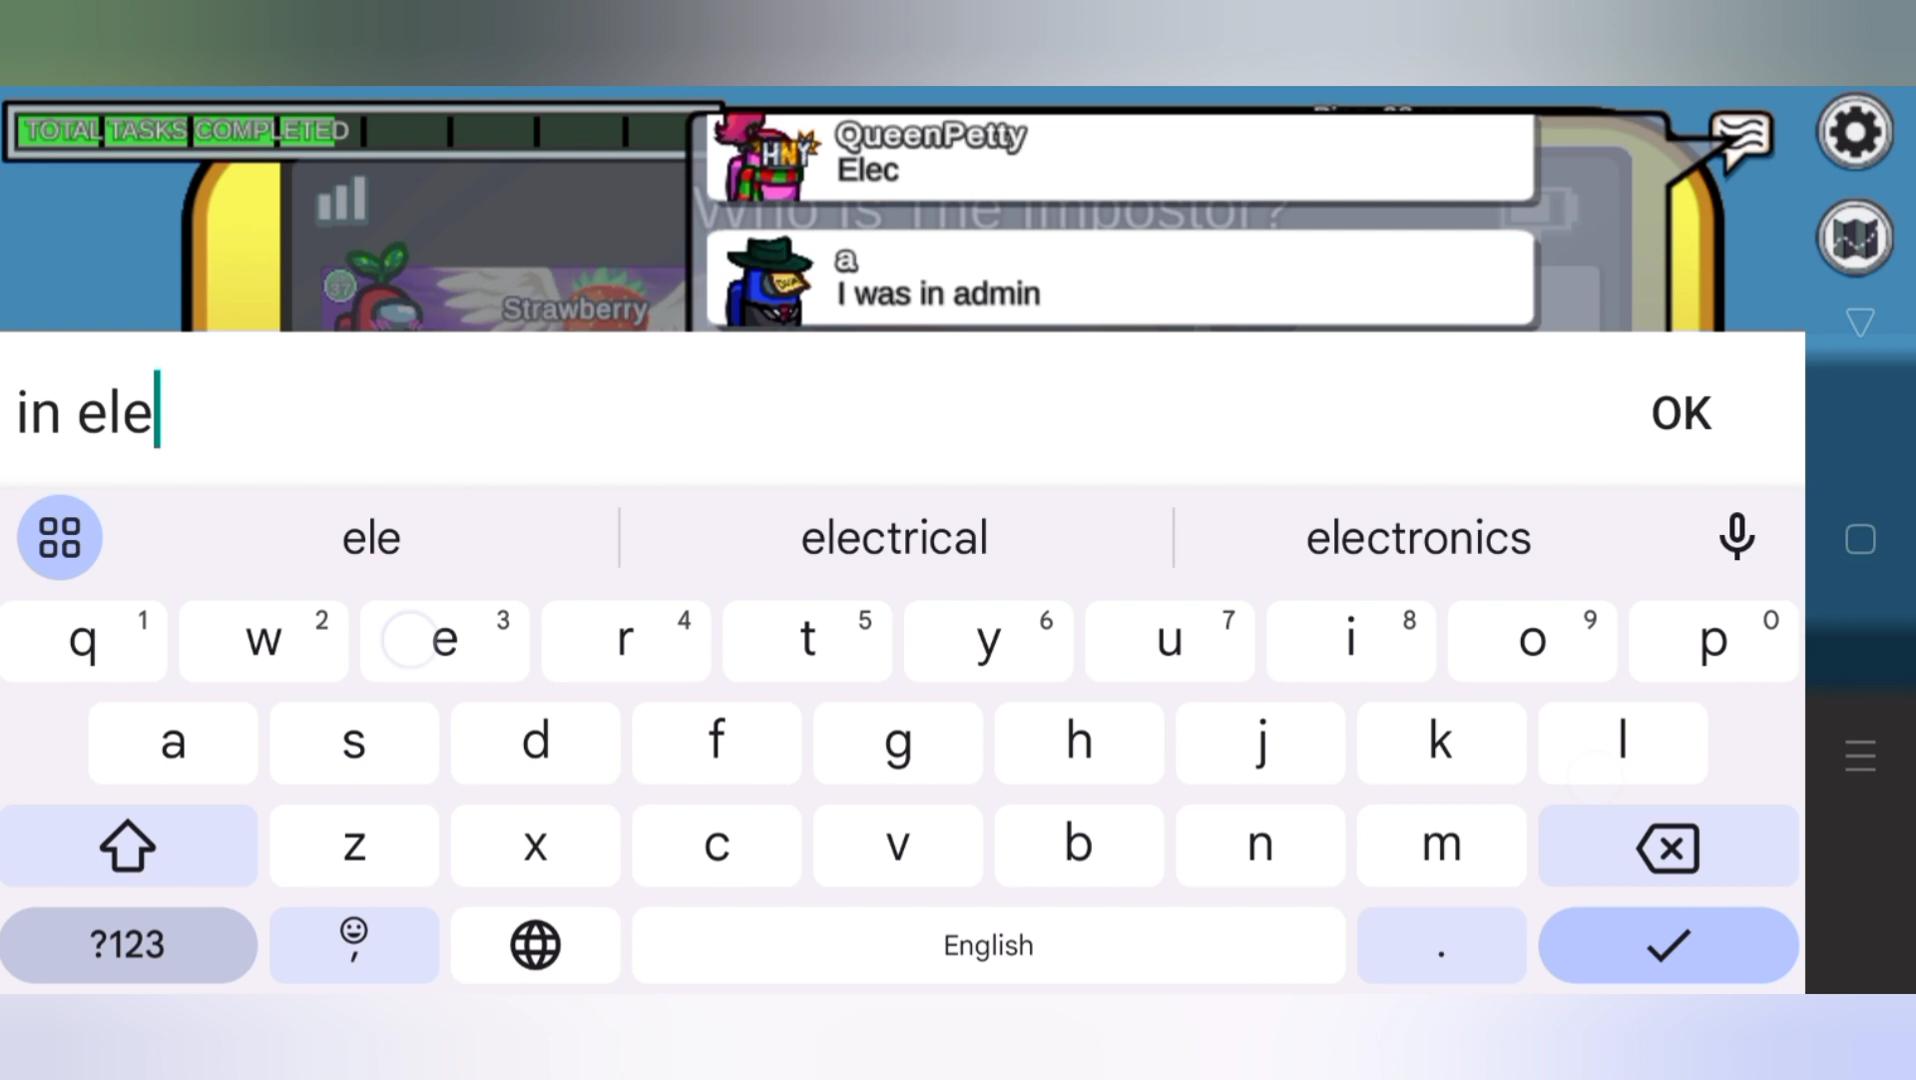 TOTAL TASKS COMPLETED
QueenPetty
Elec
Who Is The Impostor?
a
I was in admin
37
Strawberry
in ele
OK
ele
electrical
electronics
q 1 w 2 e 3 r 4 t 5 y 6 u 7 i 8 o 9 p 0
a s d f g h j k l
z x c v b n m
?123 , English .